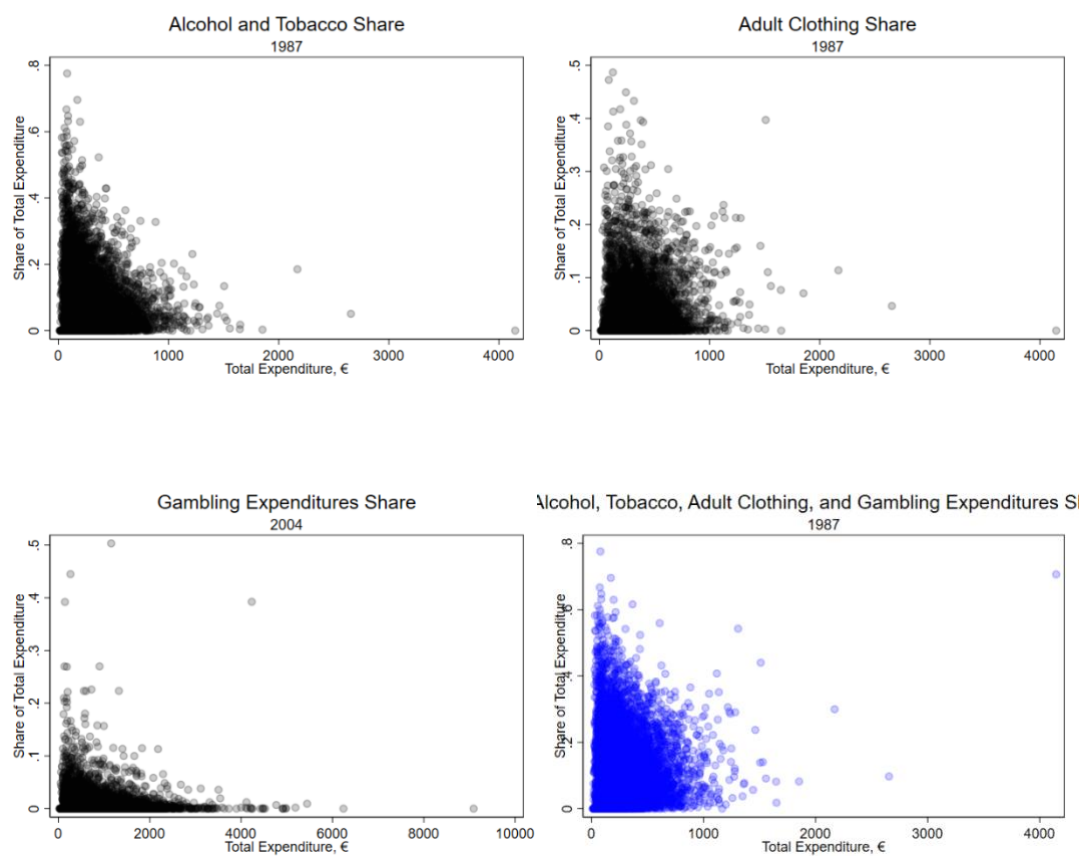 Alcohol and Tobacco Share
1987
Share of Total Expenditure
0 .2 .4 .6 .8
0 1000 2000 3000 4000
Total Expenditure, €
Adult Clothing Share
1987
Share of Total Expenditure
0 .1 .2 .3 .4 .5
0 1000 2000 3000 4000
Total Expenditure, €
Gambling Expenditures Share
2004
Share of Total Expenditure
0 .1 .2 .3 .4 .5
0 2000 4000 6000 8000 10000
Total Expenditure, €
Alcohol, Tobacco, Adult Clothing, and Gambling Expenditures
1987
Share of Total Expenditure
0 .2 .4 .6 .8
0 1000 2000 3000 4000
Total Expenditure, €